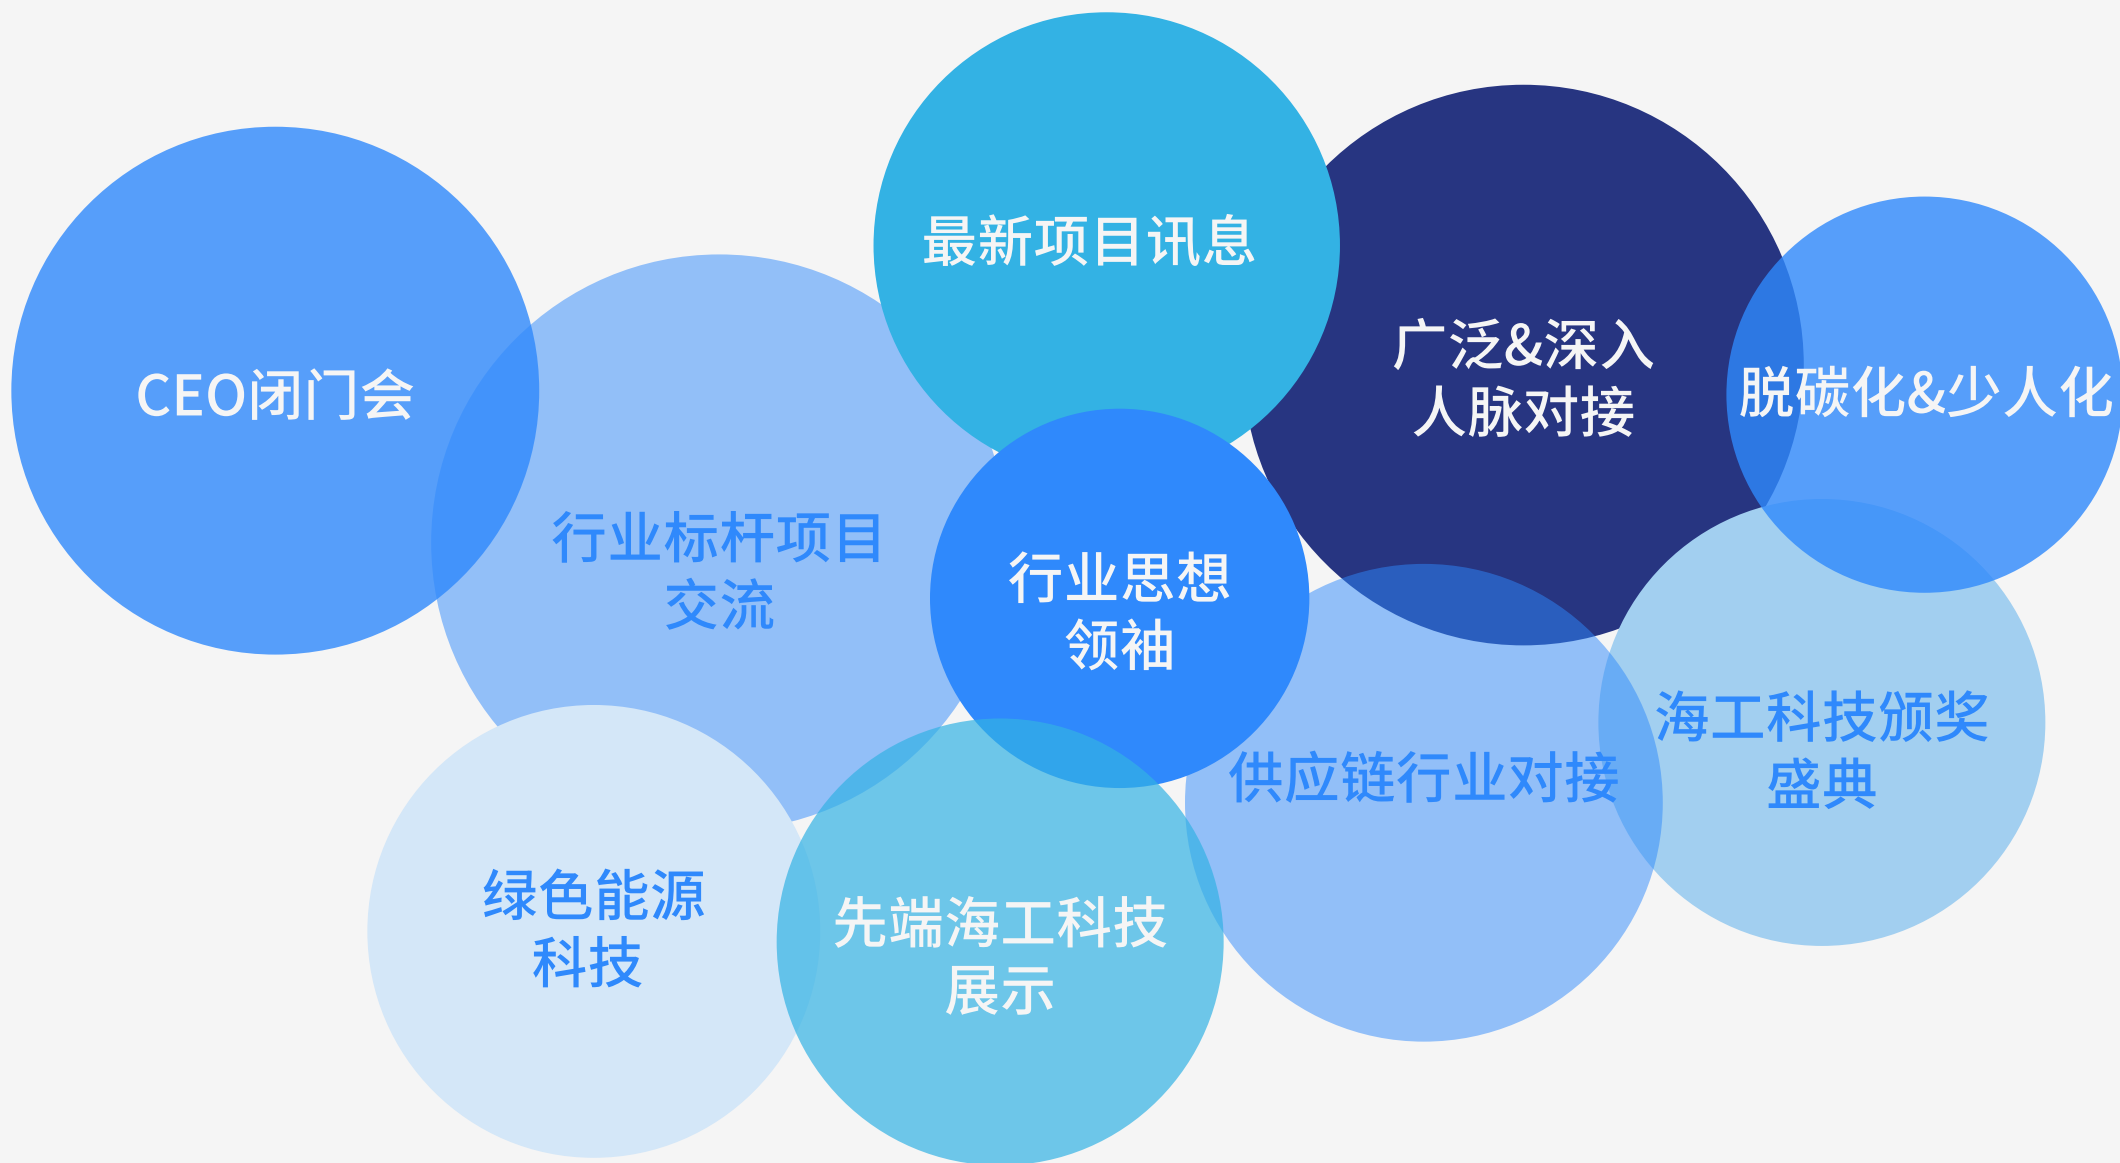 最新项目讯息
广泛&深入
人脉对接
CEO闭门会
脱碳化&少人化
行业标杆项目
交流
行业思想
领袖
海工科技颁奖
盛典
供应链行业对接
绿色能源
科技
先端海工科技
展示